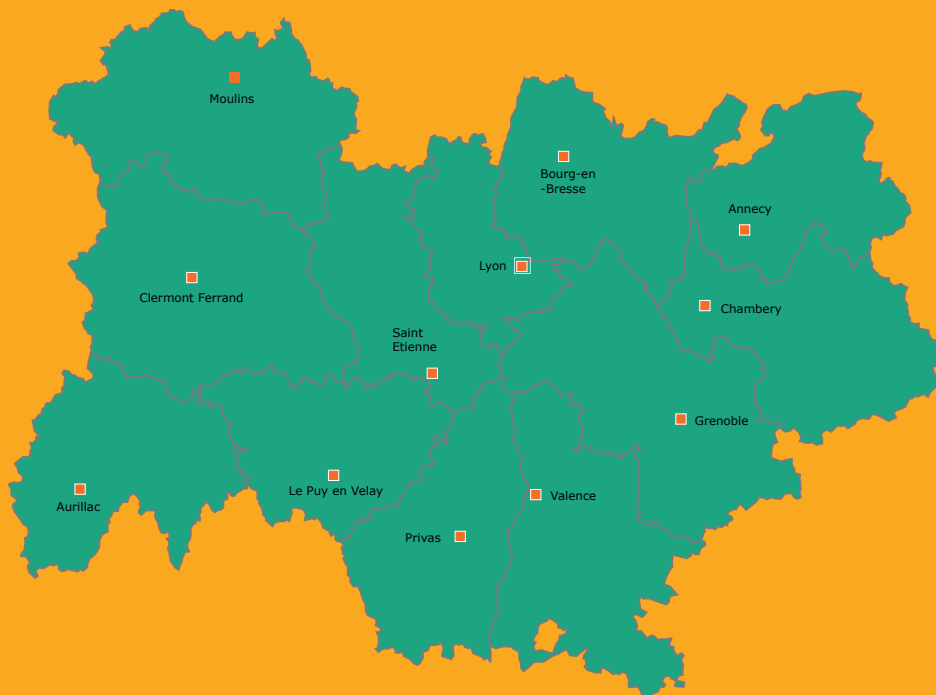 Moulins
Bourg-en
-Bresse
Annecy
Lyon
Clermont Ferrand
Chambery
Saint
Etienne
Grenoble
Le Puy en Velay
Valence
Aurillac
Privas